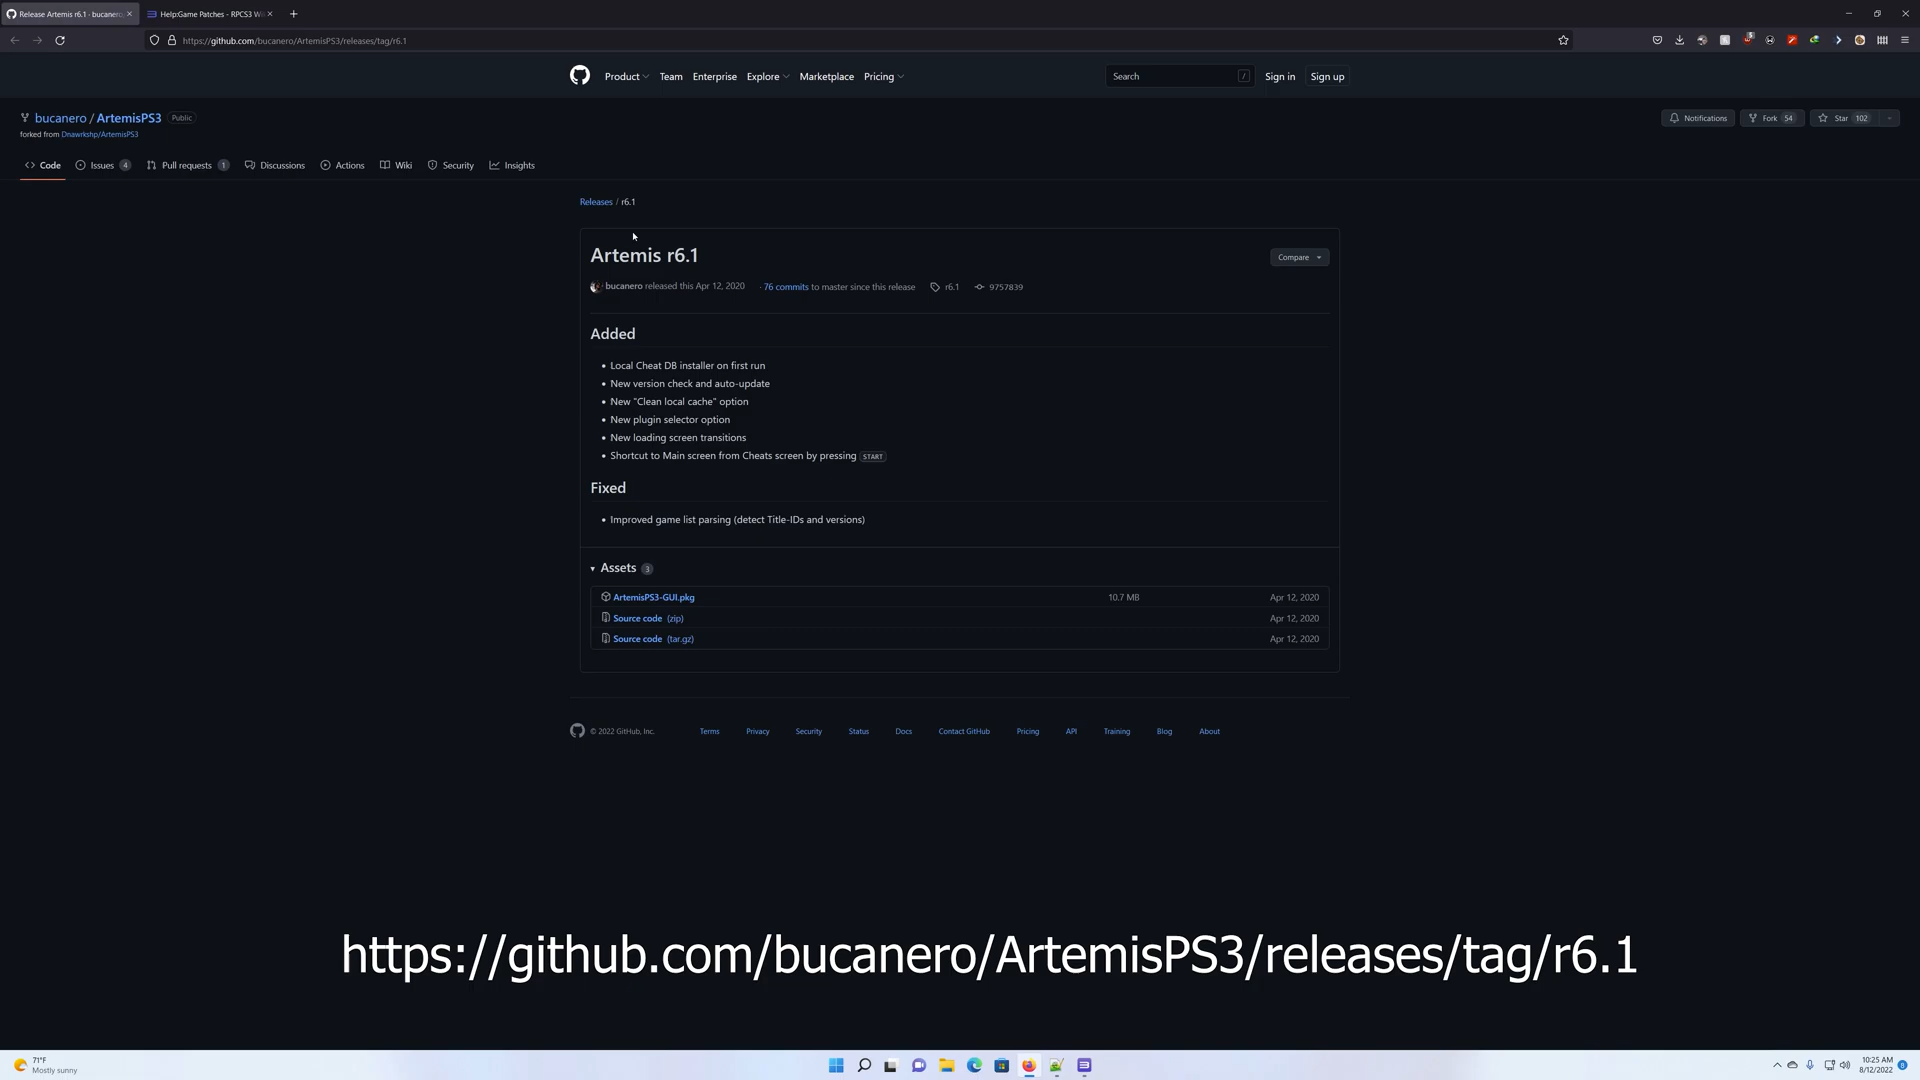 Release Artemis r6.1 · bucanero
Help:Game Patches - RPCS3 W
https://github.com/bucanero/ArtemisPS3/releases/tag/r6.1
Product
Team
Enterprise
Explore
Marketplace
Pricing
Search
/
Sign in
Sign up
bucanero / ArtemisPS3 Public
forked from Dnawrkshp/ArtemisPS3
Notifications
Fork 54
Star 102
Code
Issues 4
Pull requests 1
Discussions
Actions
Wiki
Security
Insights
Releases / r6.1
Artemis r6.1
Compare
bucanero released this Apr 12, 2020 · 76 commits to master since this release r6.1 9757839
Added
• Local Cheat DB installer on first run
• New version check and auto-update
• New "Clean local cache" option
• New plugin selector option
• New loading screen transitions
• Shortcut to Main screen from Cheats screen by pressing START
Fixed
• Improved game list parsing (detect Title-IDs and versions)
Assets 3
ArtemisPS3-GUI.pkg 10.7 MB Apr 12, 2020
Source code (zip) Apr 12, 2020
Source code (tar.gz) Apr 12, 2020
© 2022 GitHub, Inc.
Terms
Privacy
Security
Status
Docs
Contact GitHub
Pricing
API
Training
Blog
About
https://github.com/bucanero/ArtemisPS3/releases/tag/r6.1
71°F
Mostly sunny
10:25 AM
8/12/2022